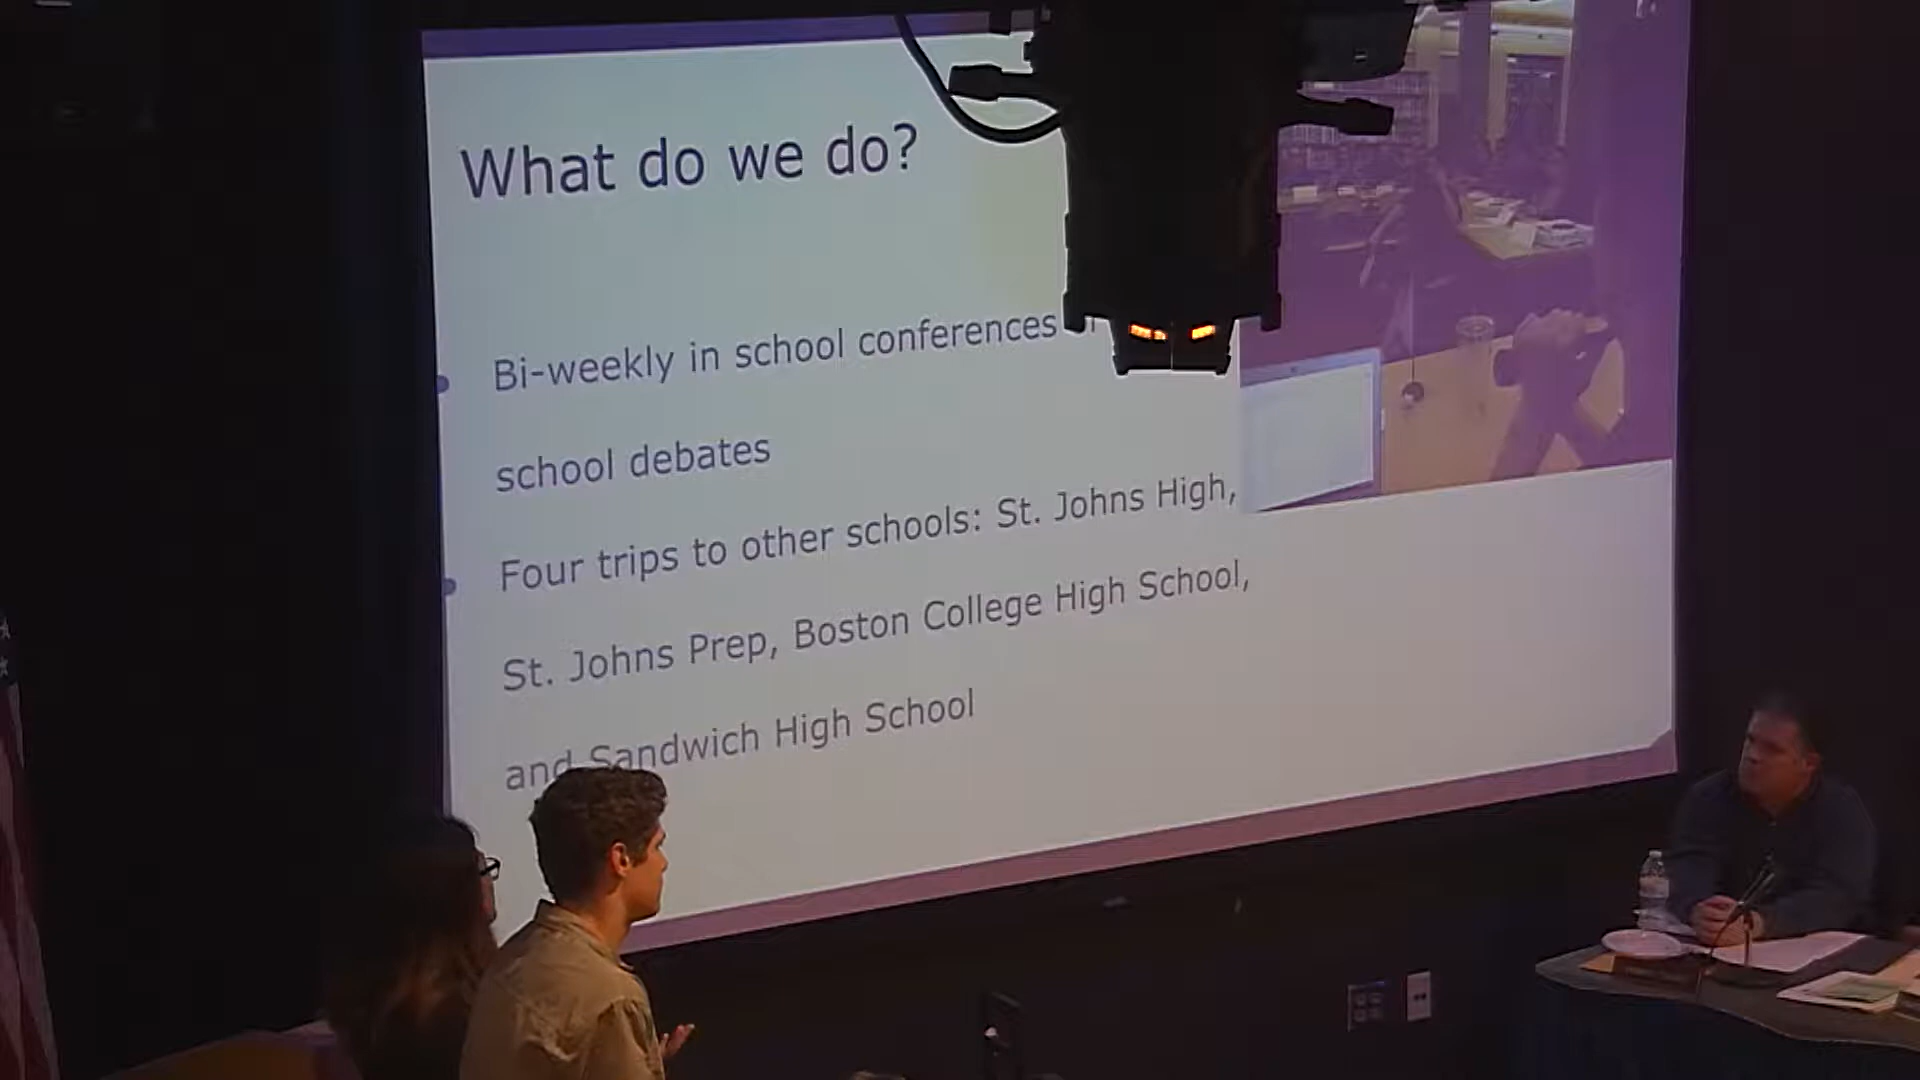 What do we do?
Bi-weekly in school conferences
school debates
Four trips to other schools: St. Johns High,
St. Johns Prep, Boston College High School,
and Sandwich High School